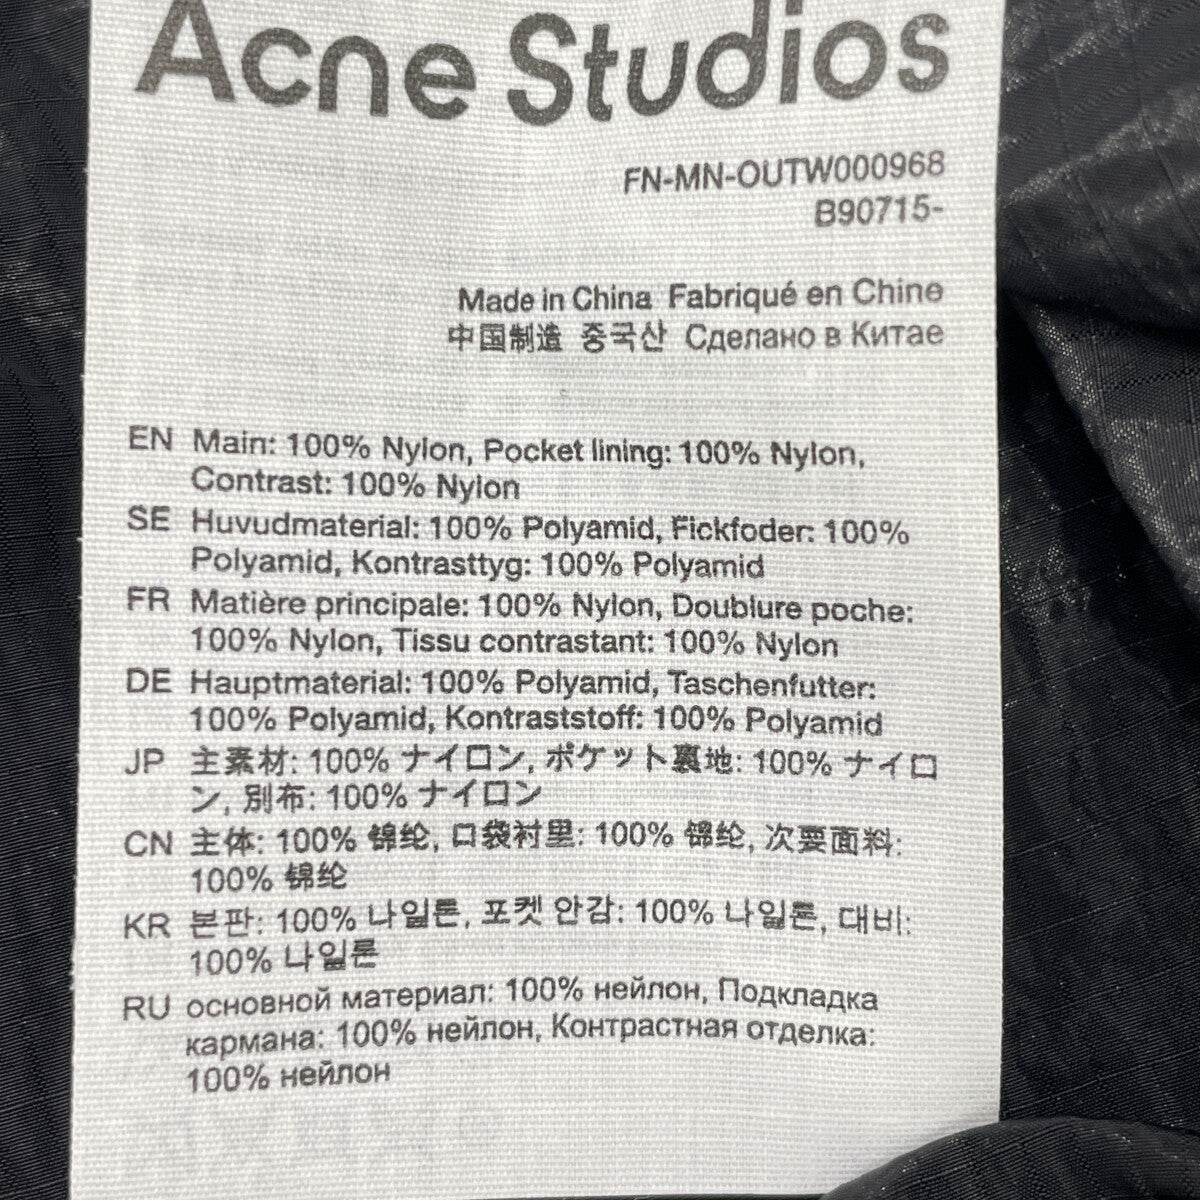 Acne Studios
FN-MN-OUTW000968
B90715-
Made in China Fabriqué en Chine
中国制造 중국산 Сделано в Китае
EN Main: 100% Nylon, Pocket lining: 100% Nylon,
Contrast: 100% Nylon
SE Huvudmaterial: 100% Polyamid, Fickfoder: 100%
Polyamid, Kontrasttyg: 100% Polyamid
FR Matière principale: 100% Nylon, Doublure poche:
100% Nylon, Tissu contrastant: 100% Nylon
DE Hauptmaterial: 100% Polyamid, Taschenfutter:
100% Polyamid, Kontraststoff: 100% Polyamid
JP 主素材: 100% ナイロン, ポケット裏地: 100% ナイロ
ン, 別布: 100% ナイロン
CN 主体: 100% 锦纶, 口袋衬里: 100% 锦纶, 次要面料:
100% 锦纶
KR 본판: 100% 나일론, 포켓 안감: 100% 나일론, 대비:
100% 나일론
RU основной материал: 100% нейлон, Подкладка
кармана: 100% нейлон, Контрастная отделка:
100% нейлон